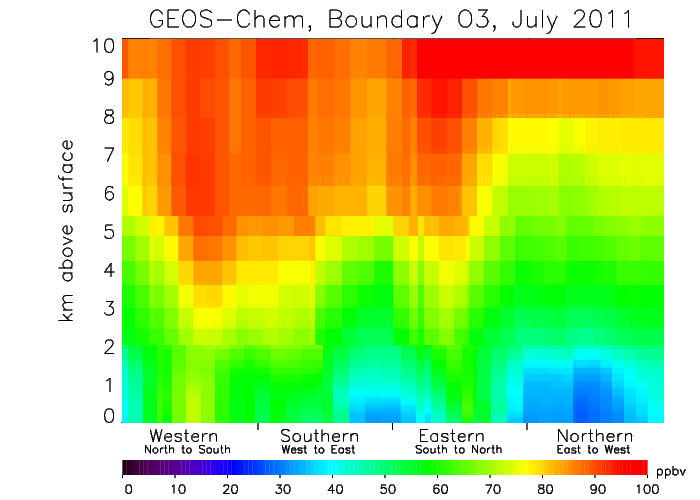 GEOS-Chem, Boundary O3, July 2011
10
9
8
7
6
5
4
3
2
1
0
km above surface
Western Southern Eastern Northern
North to South West to East South to North East to West
ppbv
0 10 20 30 40 50 60 70 80 90 100